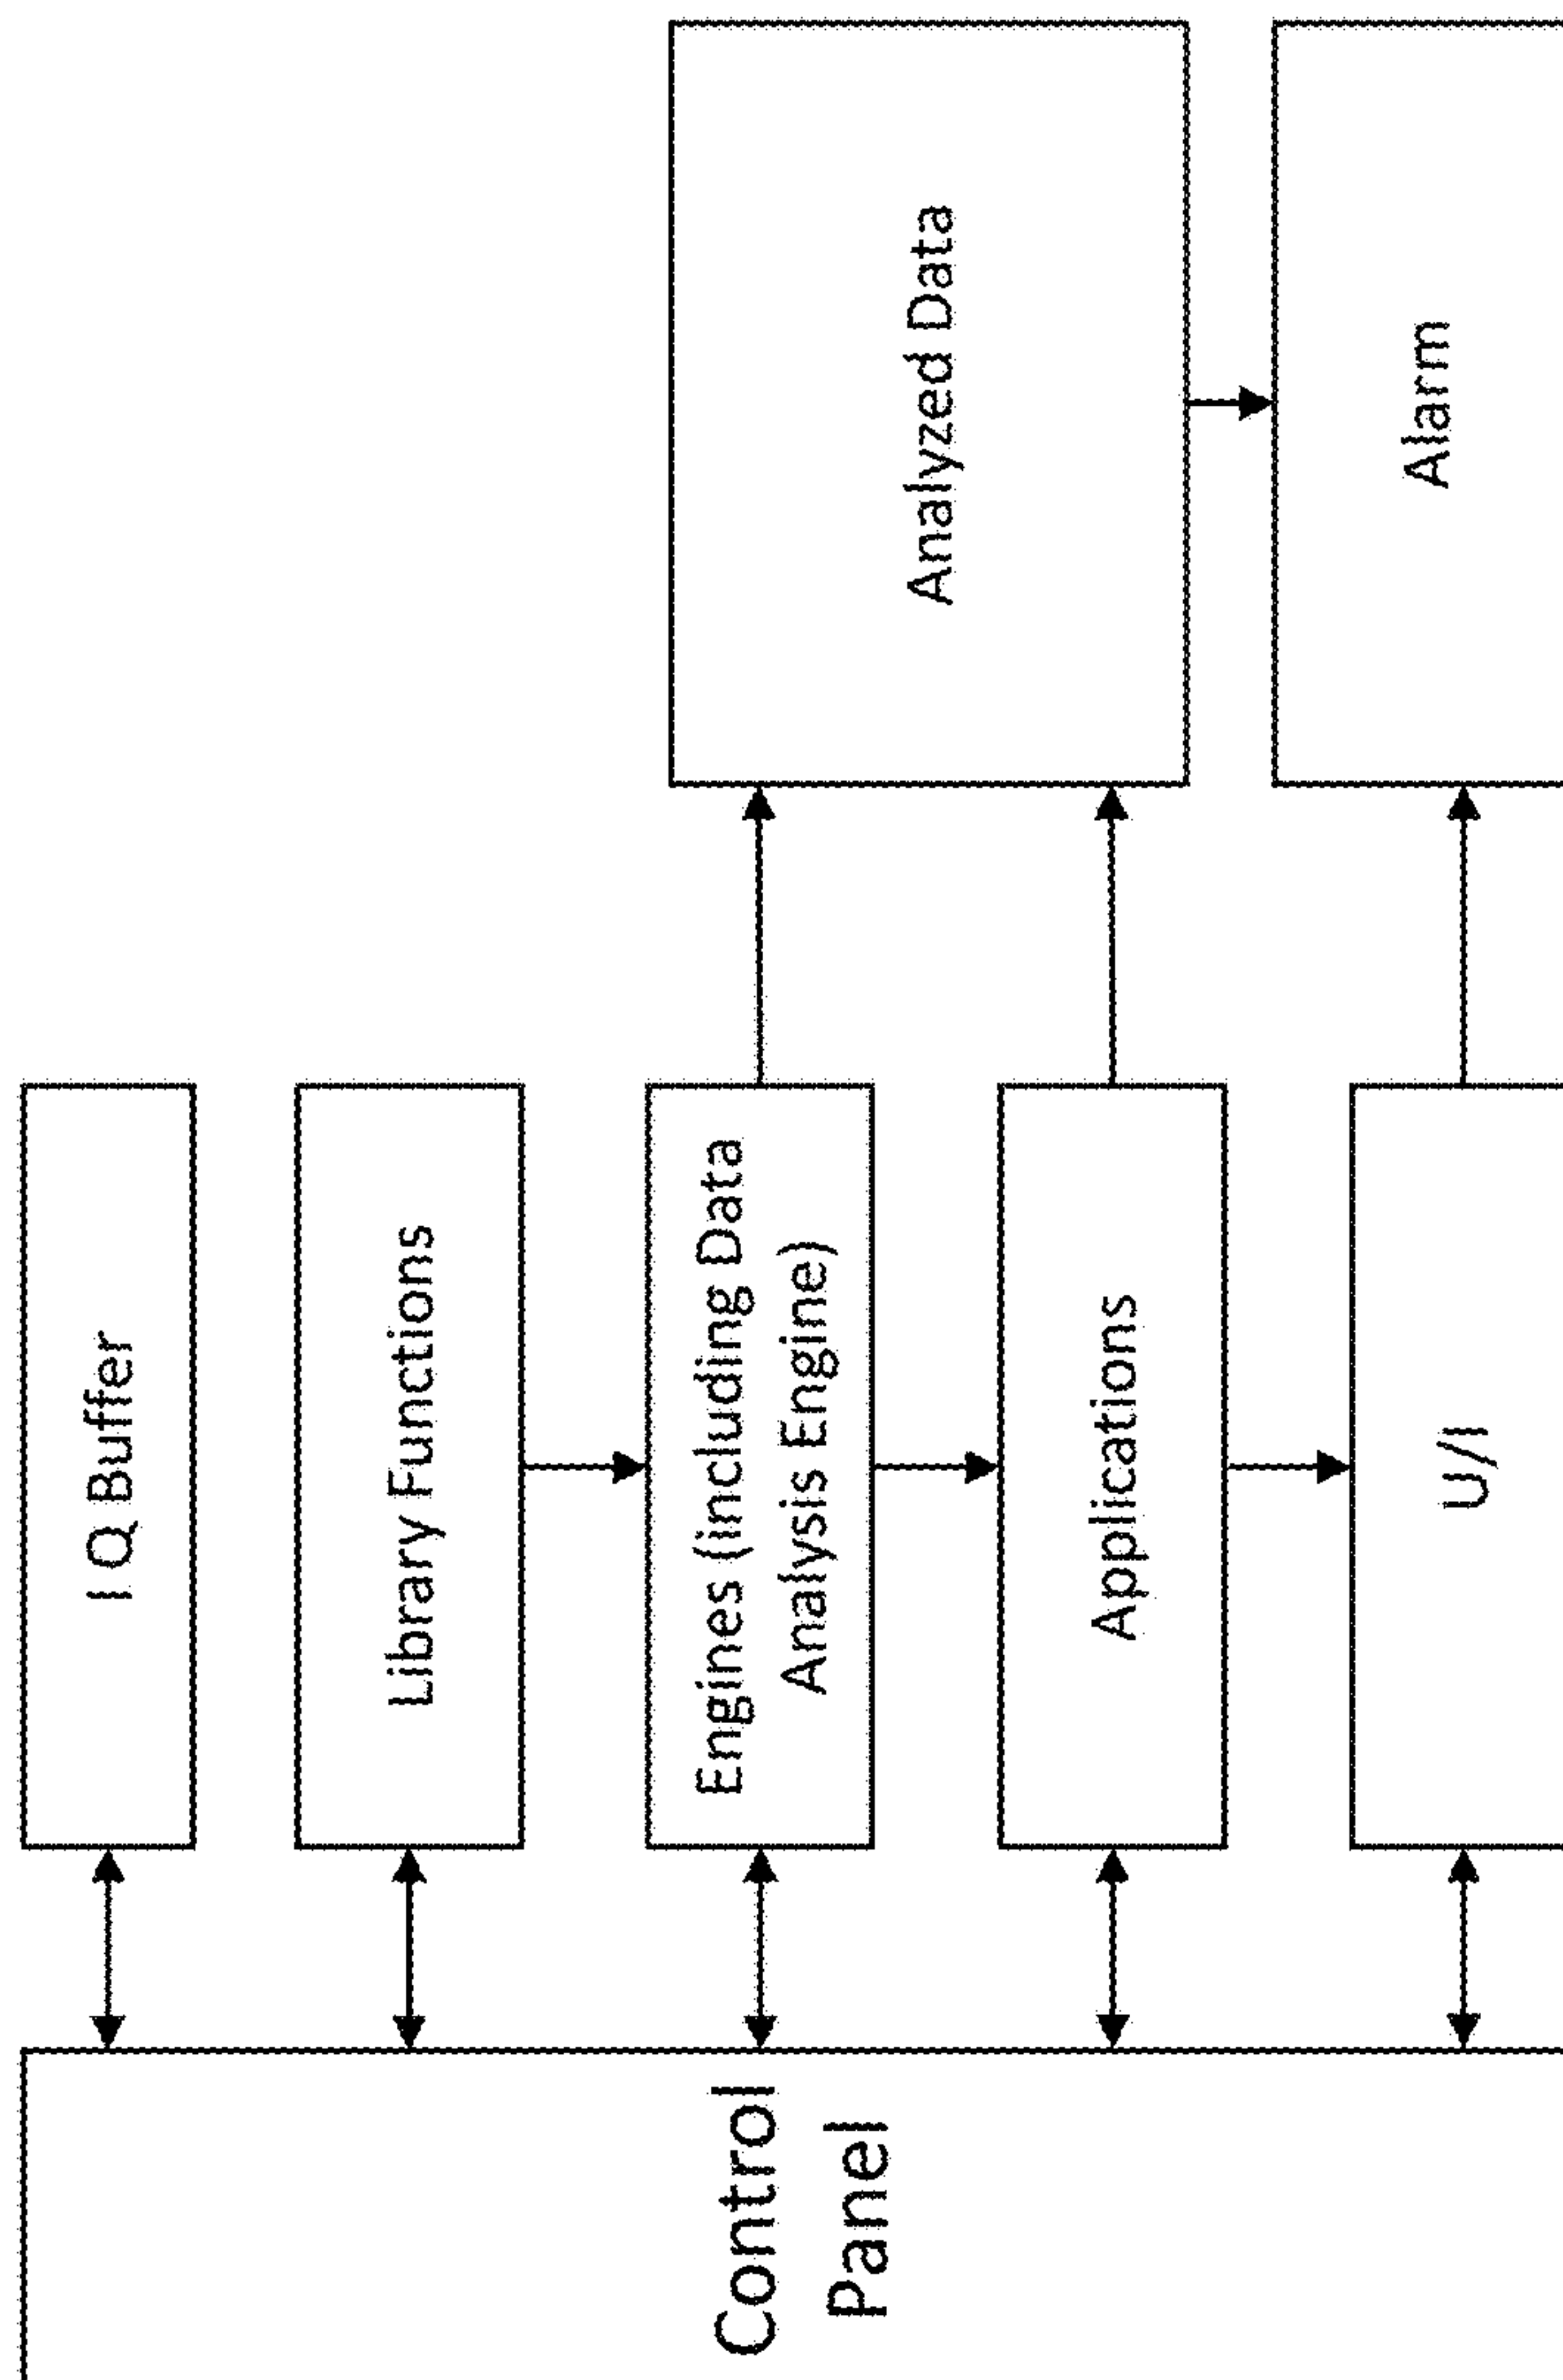 I Q Buffer
Library Functions
Engines (including Data
Analysis Engine)
Applications
U/I
Control
Panel
Analyzed Data
Alarm